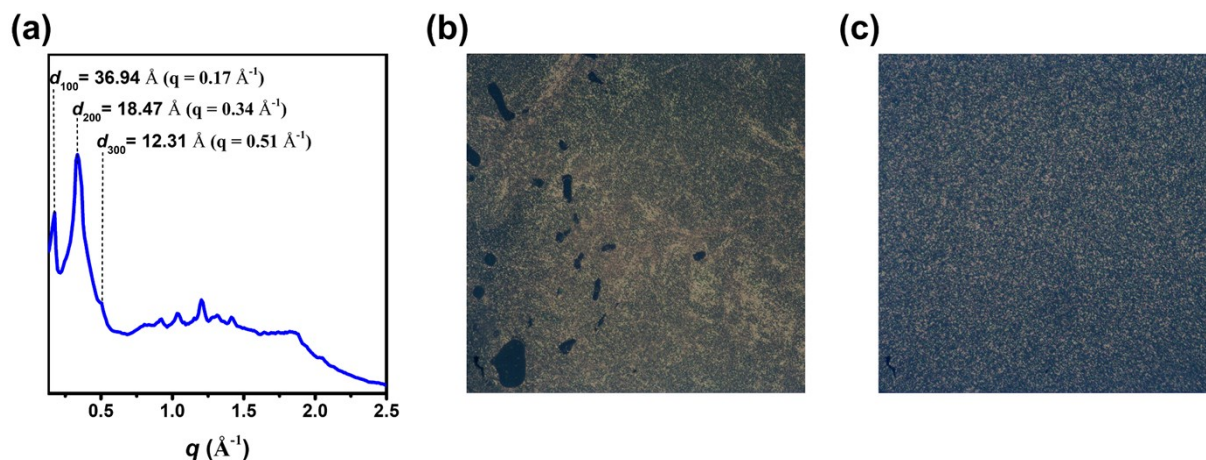 (a)
d100= 36.94 Å (q = 0.17 Å-1)
d200= 18.47 Å (q = 0.34 Å-1)
d300= 12.31 Å (q = 0.51 Å-1)
0.5 1.0 1.5 2.0 2.5
q (Å-1)
(b)
(c)